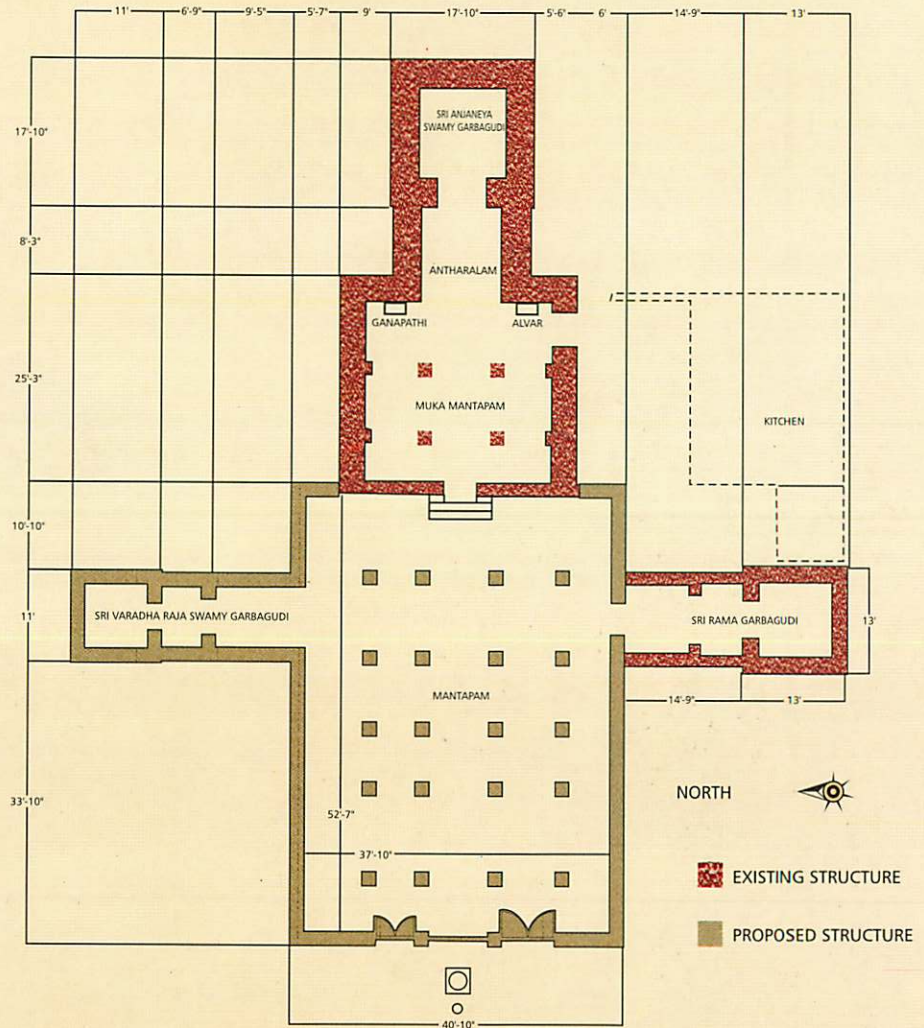 11'
6'-9"
9'-5"
5'-7"
9'
17'-10"
5'-6"
6'
14'-9"
13'
17'-10"
8'-3"
25'-3"
10'-10"
11'
33'-10"
SRI ANJANEYA
SWAMY GARBAGUDI
ANTHARALAM
GANAPATHI
ALVAR
MUKA MANTAPAM
KITCHEN
SRI VARADHA RAJA SWAMY GARBAGUDI
SRI RAMA GARBAGUDI
13'
14'-9"
13'
MANTAPAM
52'-7"
37'-10"
40'-10"
NORTH
EXISTING STRUCTURE
PROPOSED STRUCTURE